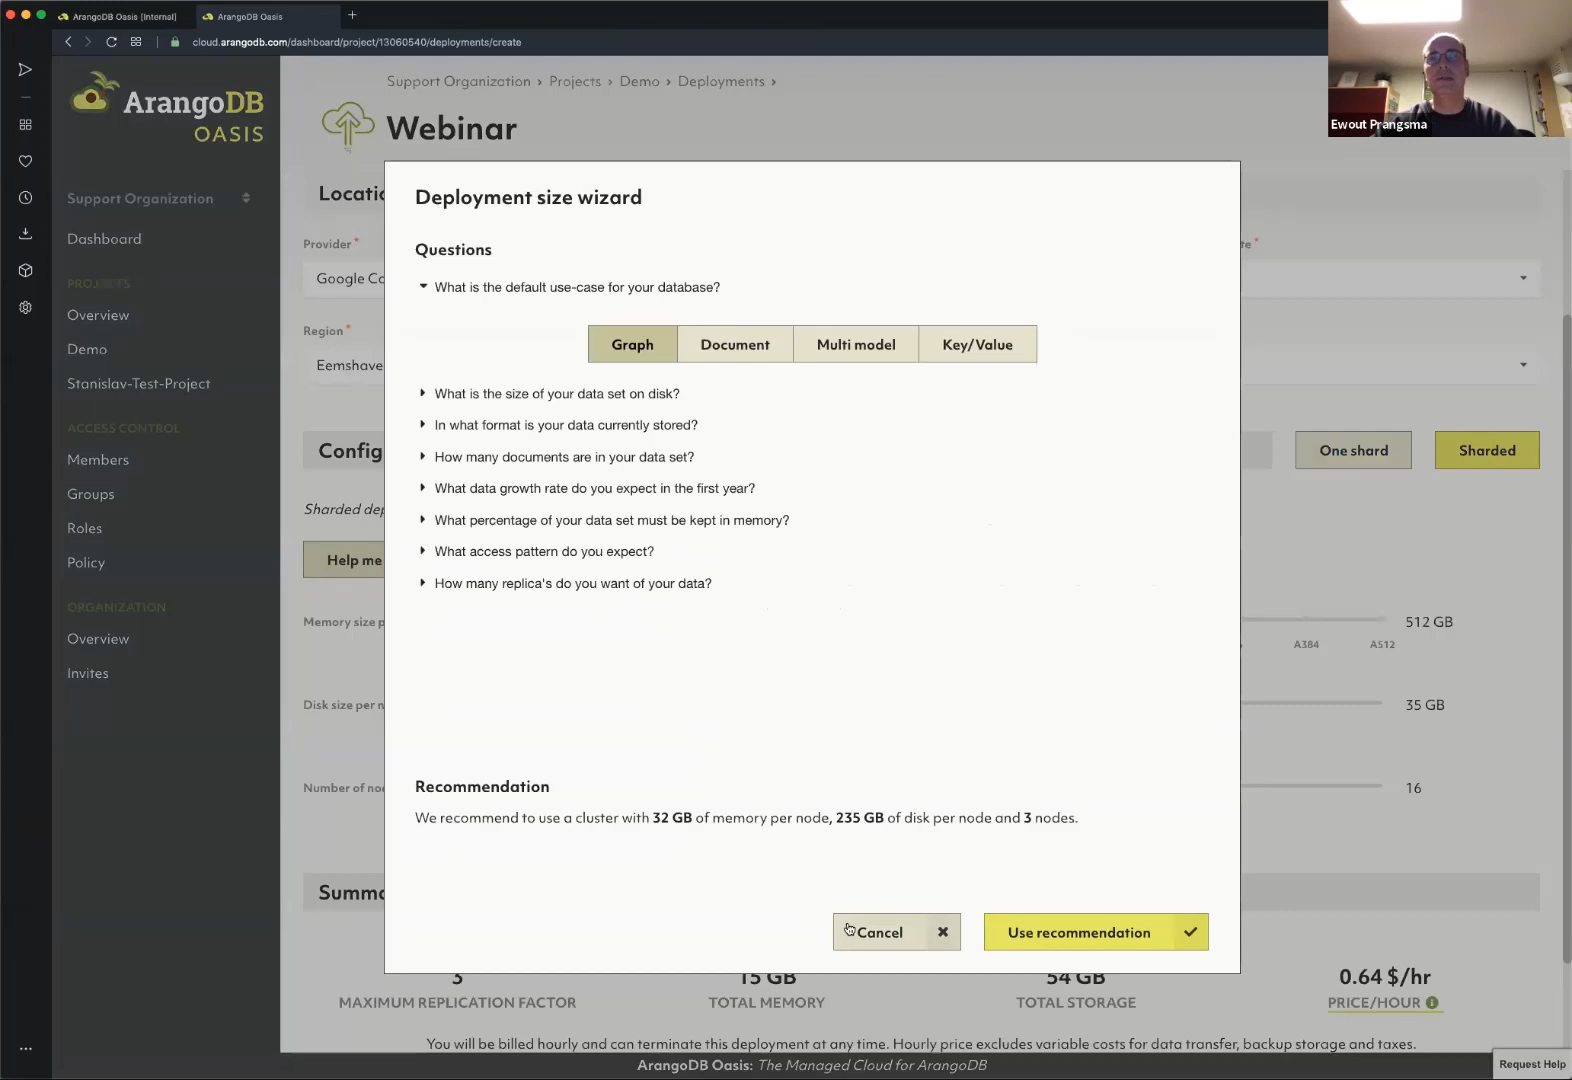 ArangoDB Oasis [Internal]
ArangoDB Oasis
cloud.arangodb.com/dashboard/project/13060540/deployments/create
Ewout Prangsma
ArangoDB
OASIS
Support Organization
Dashboard
PROJECTS
Overview
Demo
Stanislav-Test-Project
ACCESS CONTROL
Members
Groups
Roles
Policy
ORGANIZATION
Overview
Invites
Support Organization › Projects › Demo › Deployments ›
Webinar
Locatio
Provider *
Google Co
te *
Region *
Eemshave
Config
One shard
Sharded
Sharded dep
Help me
Memory size p
512 GB
A384
A512
Disk size per n
35 GB
Number of no
16
Deployment size wizard
Questions
What is the default use-case for your database?
Graph Document Multi model Key/Value
What is the size of your data set on disk?
In what format is your data currently stored?
How many documents are in your data set?
What data growth rate do you expect in the first year?
What percentage of your data set must be kept in memory?
What access pattern do you expect?
How many replica's do you want of your data?
Recommendation
We recommend to use a cluster with 32 GB of memory per node, 235 GB of disk per node and 3 nodes.
Cancel
Use recommendation
Summa
3
MAXIMUM REPLICATION FACTOR
15 GB
TOTAL MEMORY
54 GB
TOTAL STORAGE
0.64 $/hr
PRICE/HOUR
You will be billed hourly and can terminate this deployment at any time. Hourly price excludes variable costs for data transfer, backup storage and taxes.
ArangoDB Oasis: The Managed Cloud for ArangoDB
Request Help